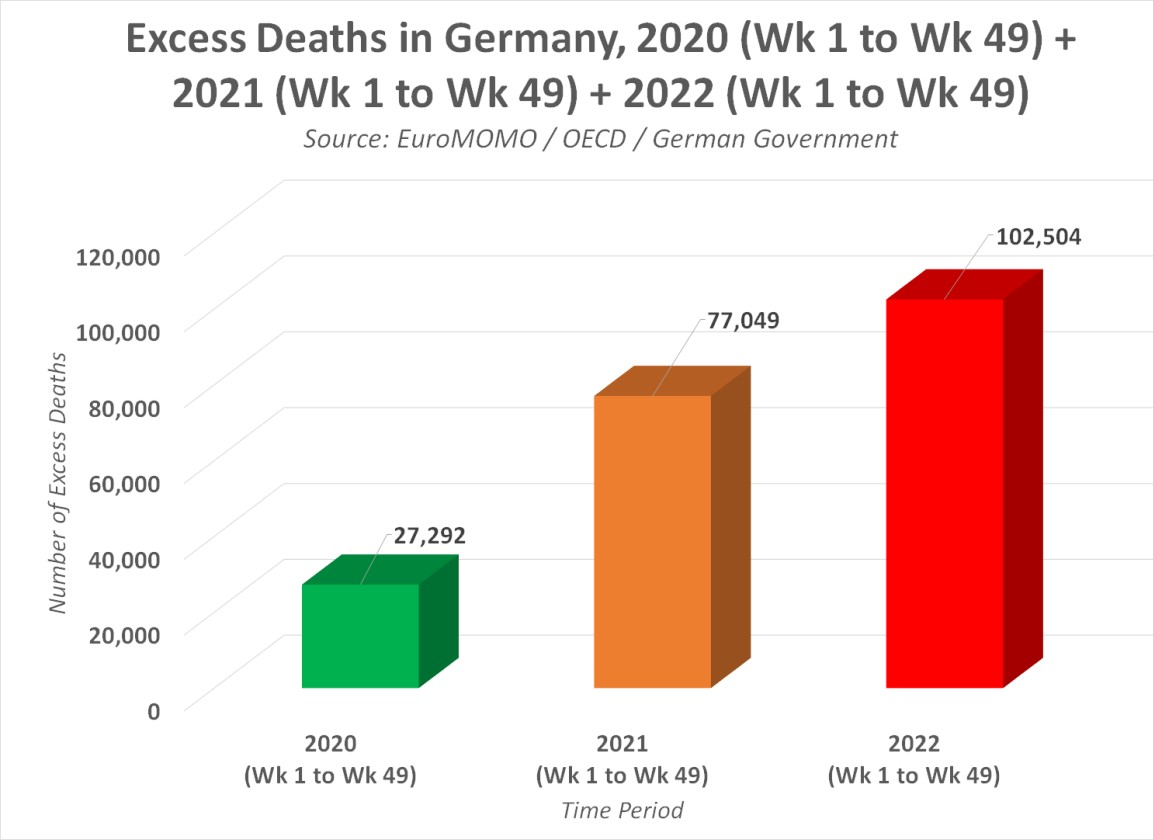 Excess Deaths in Germany, 2020 (Wk 1 to Wk 49) +
2021 (Wk 1 to Wk 49) + 2022 (Wk 1 to Wk 49)
Source: EuroMOMO / OECD / German Government
Number of Excess Deaths
120,000
100,000
80,000
60,000
40,000
20,000
0
27,292
77,049
102,504
2020
(Wk 1 to Wk 49)
2021
(Wk 1 to Wk 49)
2022
(Wk 1 to Wk 49)
Time Period